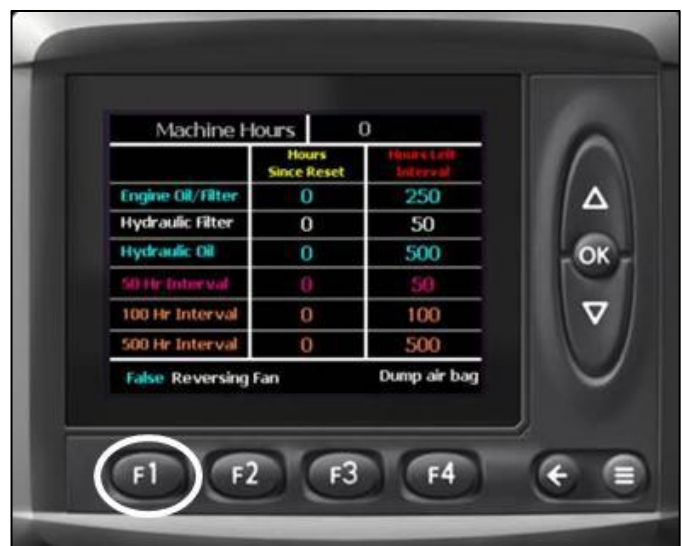 Machine Hours 0
Hours Since Reset Hours Left Interval
Engine Oil/Filter 0 250
Hydraulic Filter 0 50
Hydraulic Oil 0 500
50 Hr Interval 0 50
100 Hr Interval 0 100
500 Hr Interval 0 500
False Reversing Fan Dump air bag
OK
F1 F2 F3 F4